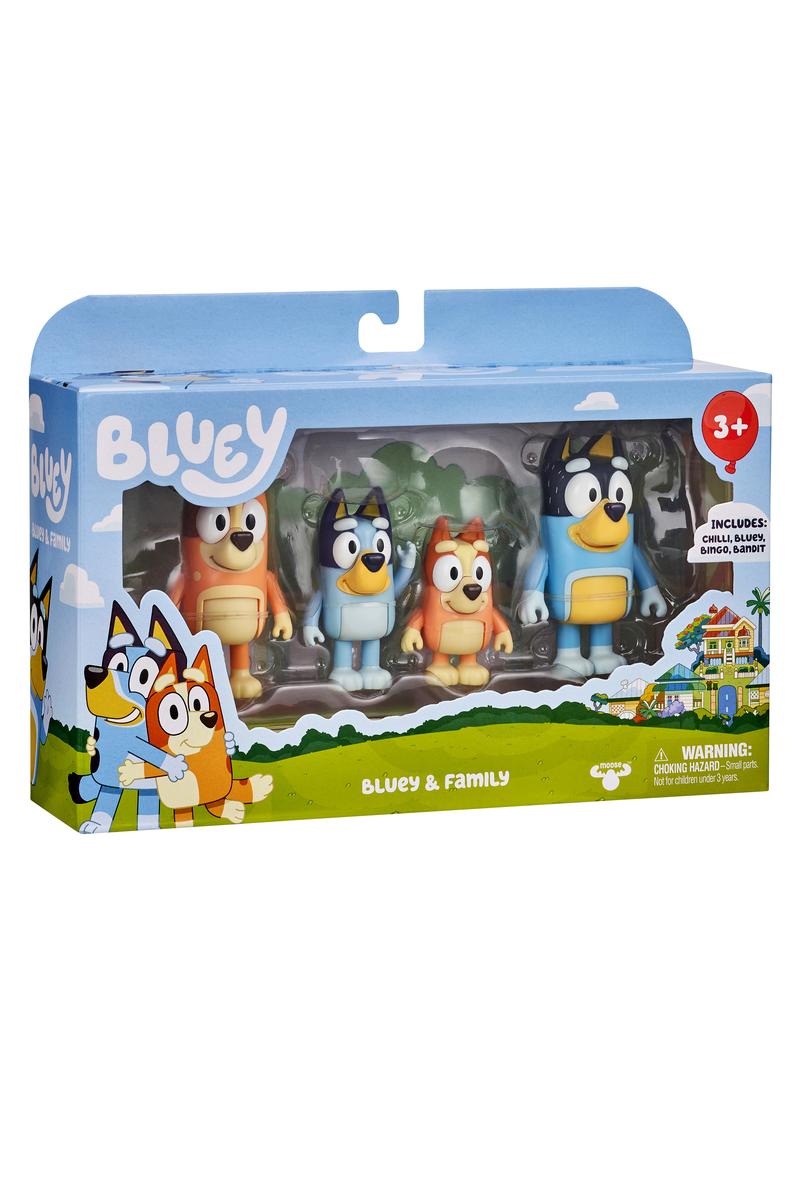 BLUEY
3+
BLUEY
BLUEY & FAMILY
INCLUDES:
CHILLI, BLUEY,
BINGO, BANDIT
BLUEY & FAMILY
MOOSE
WARNING:
CHOKING HAZARD – Small parts.
Not for children under 3 years.